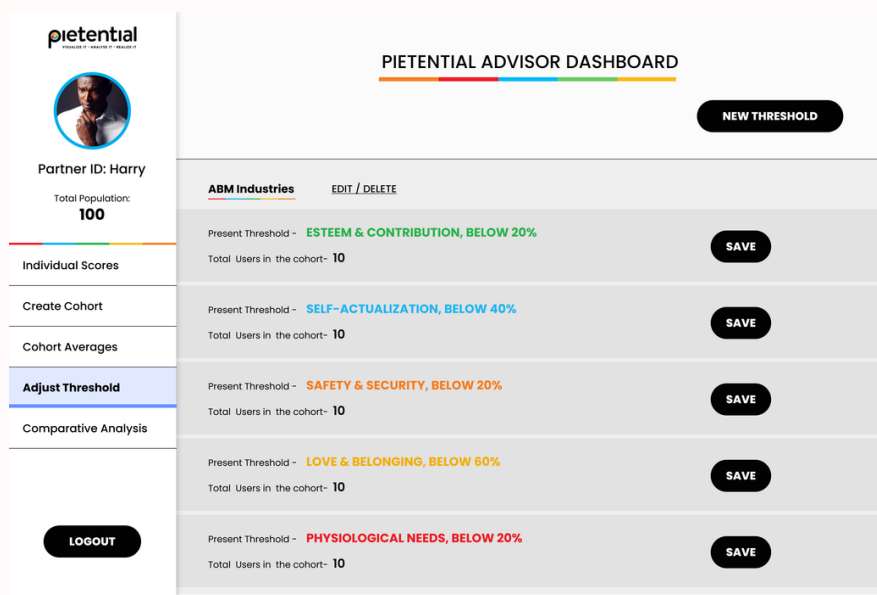 pietential
VISUALIZE IT - ANALYSE IT - REALIZE IT
Partner ID: Harry
Total Population:
100
Individual Scores
Create Cohort
Cohort Averages
Adjust Threshold
Comparative Analysis
LOGOUT
PIETENTIAL ADVISOR DASHBOARD
NEW THRESHOLD
ABM Industries EDIT / DELETE
Present Threshold - ESTEEM & CONTRIBUTION, BELOW 20%
Total Users in the cohort- 10
SAVE
Present Threshold - SELF-ACTUALIZATION, BELOW 40%
Total Users in the cohort- 10
SAVE
Present Threshold - SAFETY & SECURITY, BELOW 20%
Total Users in the cohort- 10
SAVE
Present Threshold - LOVE & BELONGING, BELOW 60%
Total Users in the cohort- 10
SAVE
Present Threshold - PHYSIOLOGICAL NEEDS, BELOW 20%
Total Users in the cohort- 10
SAVE